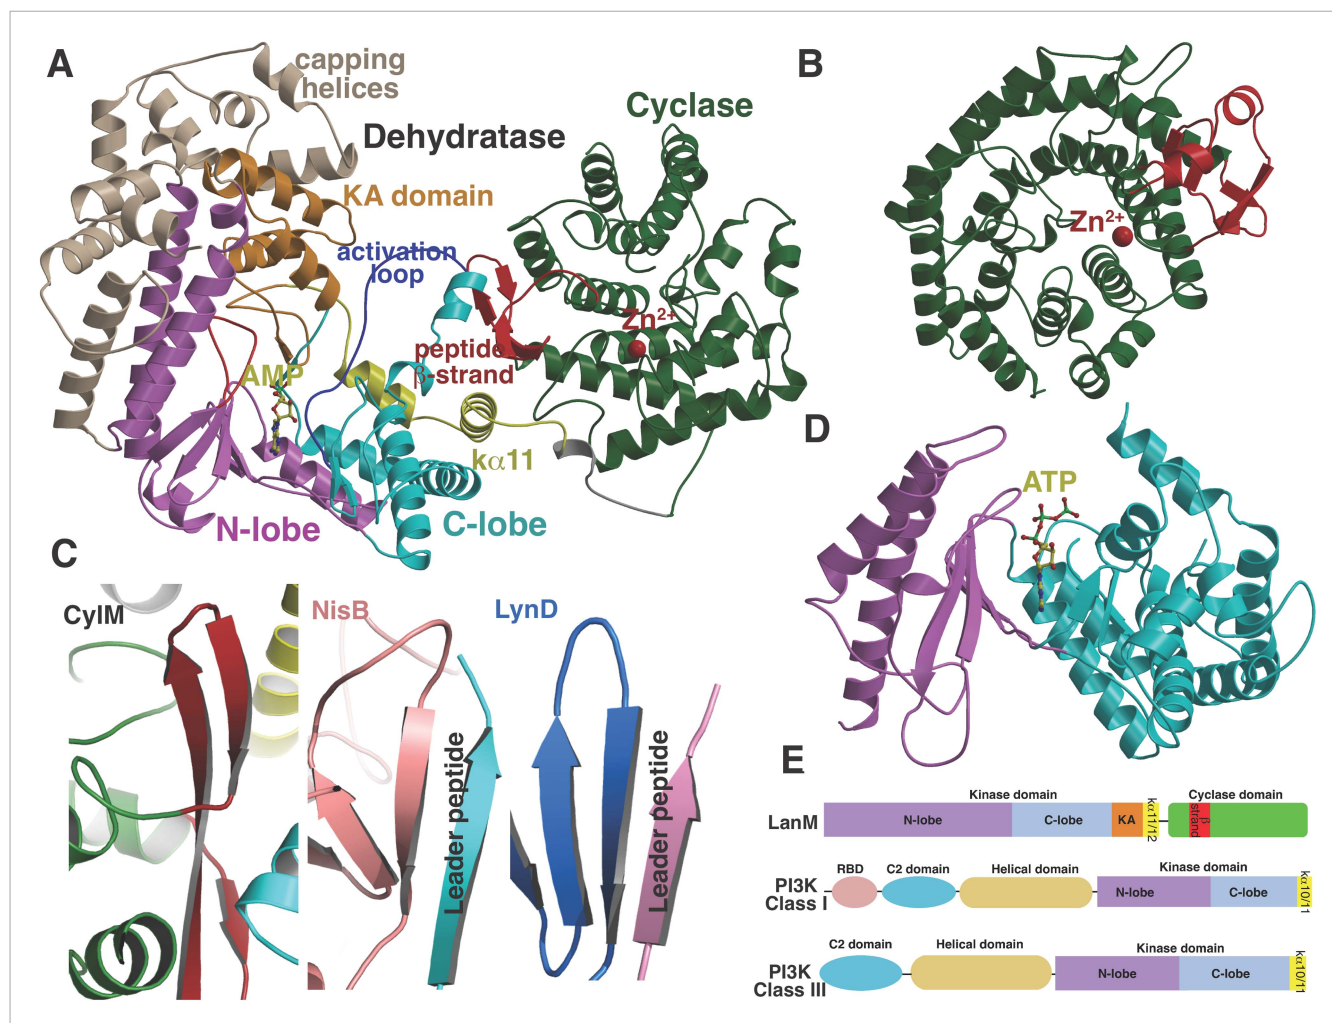 A
capping
helices
Dehydratase
Cyclase
KA domain
activation
loop
Zn2+
peptide
β-strand
AMP
kα11
N-lobe
C-lobe
B
Zn2+
C
CylM
NisB
LynD
Leader peptide
Leader peptide
D
ATP
E
Kinase domain
Cyclase domain
LanM
N-lobe
C-lobe
KA
kα11/12
β
strand
RBD
C2 domain
Helical domain
Kinase domain
PI3K
Class I
N-lobe
C-lobe
kα10/11
C2 domain
Helical domain
Kinase domain
PI3K
Class III
N-lobe
C-lobe
kα10/11